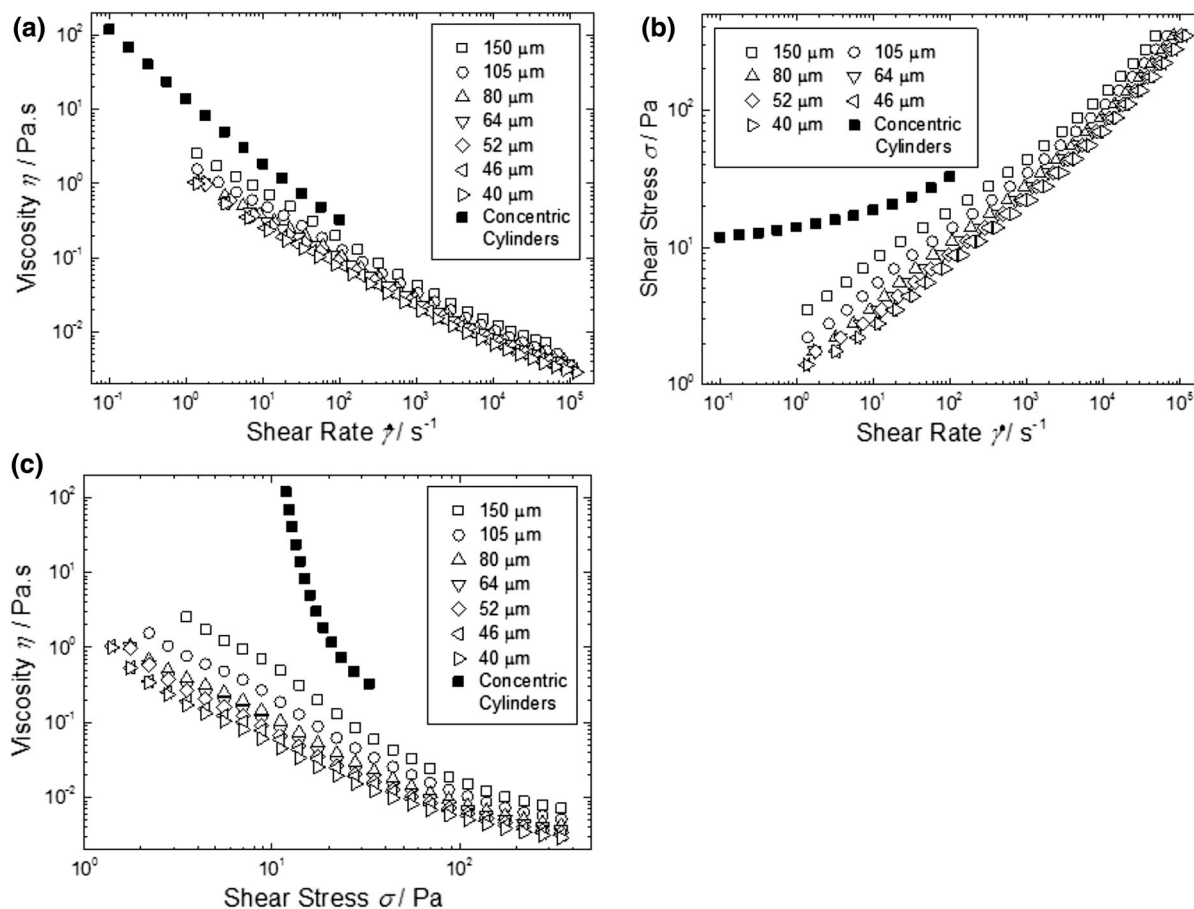 (a)
Viscosity η / Pa.s
10²
10¹
10⁰
10⁻¹
10⁻²
10⁻¹ 10⁰ 10¹ 10² 10³ 10⁴ 10⁵
Shear Rate γ̇ / s⁻¹
150 μm
105 μm
80 μm
64 μm
52 μm
46 μm
40 μm
Concentric
Cylinders
(b)
Shear Stress σ / Pa
10²
10¹
10⁰
10⁻¹ 10⁰ 10¹ 10² 10³ 10⁴ 10⁵
Shear Rate γ̇ / s⁻¹
150 μm 105 μm
80 μm 64 μm
52 μm 46 μm
40 μm Concentric
Cylinders
(c)
Viscosity η / Pa.s
10²
10¹
10⁰
10⁻¹
10⁻²
10⁰ 10¹ 10²
Shear Stress σ / Pa
150 μm
105 μm
80 μm
64 μm
52 μm
46 μm
40 μm
Concentric
Cylinders